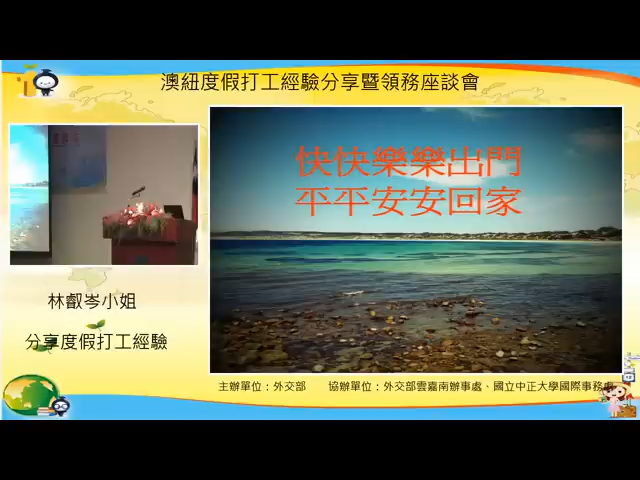 澳紐度假打工經驗分享暨領務座談會
快快樂樂出門
平平安安回家
林叡岑小姐
分享度假打工經驗
主辦單位：外交部 協辦單位：外交部雲嘉南辦事處、國立中正大學國際事務處